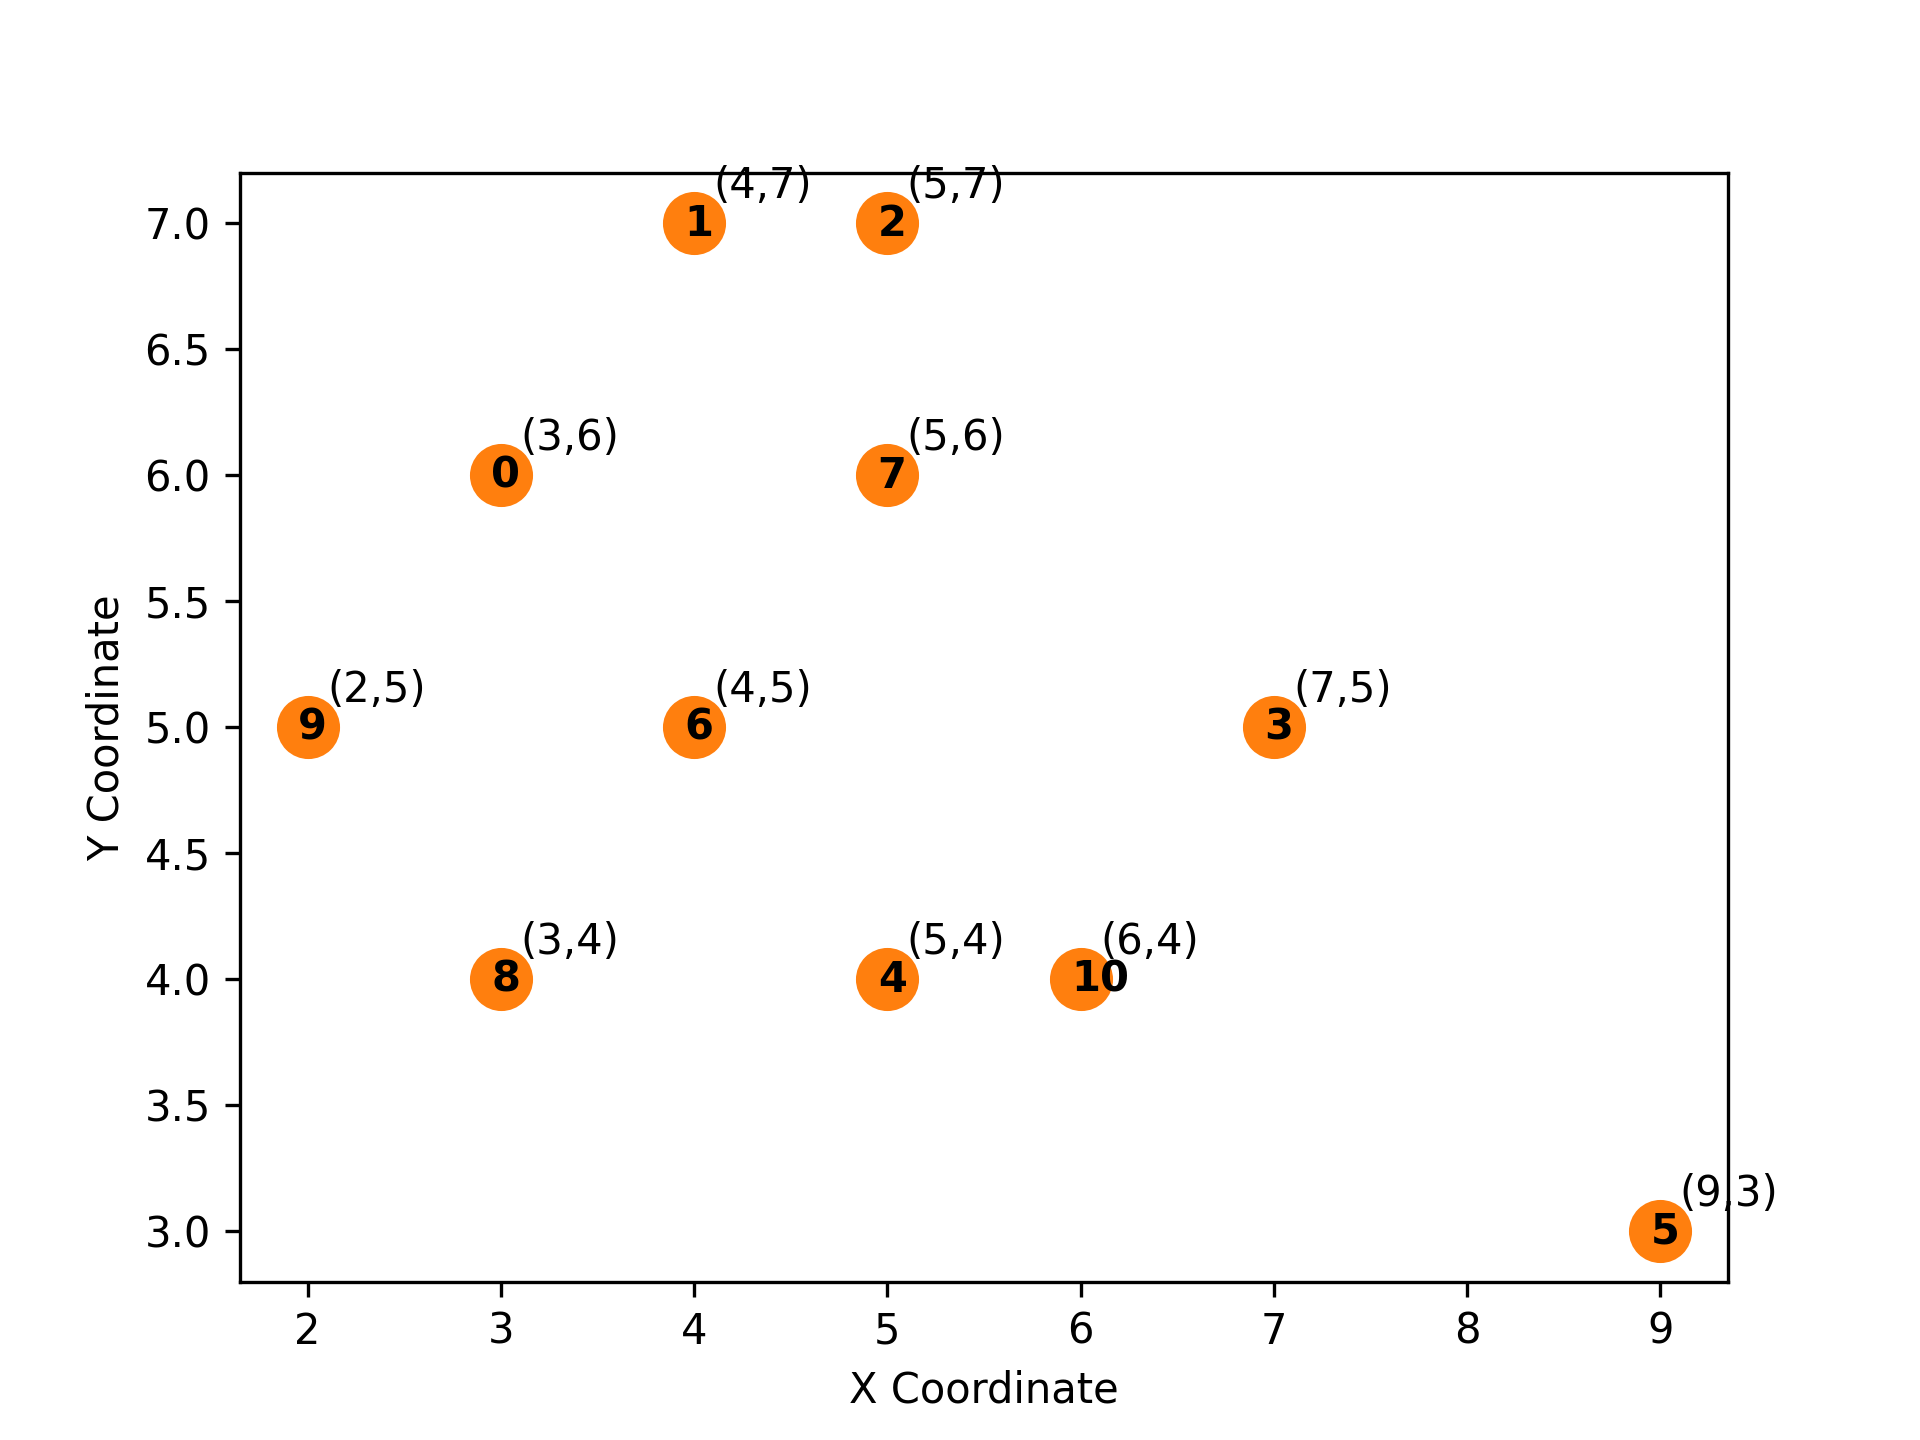 (4,7) (5,7)
7.0 1 2
6.5
(3,6) (5,6)
6.0 0 7
5.5
(2,5) (4,5) (7,5)
5.0 9 6 3
4.5
(3,4) (5,4) (6,4)
4.0 8 4 10
3.5
(9,3)
3.0 5
2 3 4 5 6 7 8 9
X Coordinate
Y Coordinate